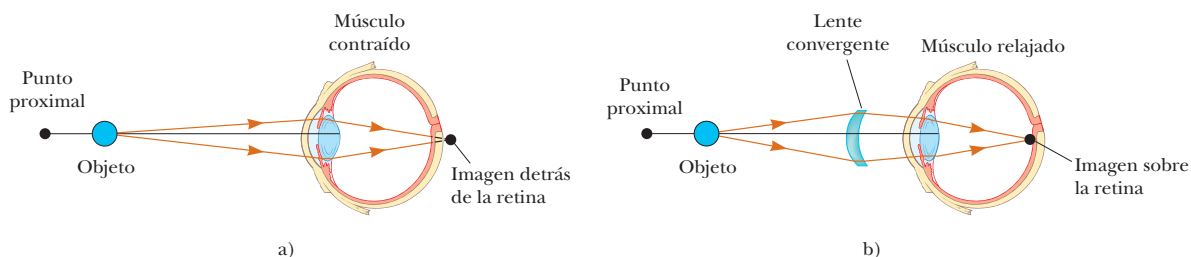 Músculo
contraído
Punto
proximal
Objeto
Imagen detrás
de la retina
a)
Lente
convergente
Músculo relajado
Punto
proximal
Objeto
Imagen sobre
la retina
b)